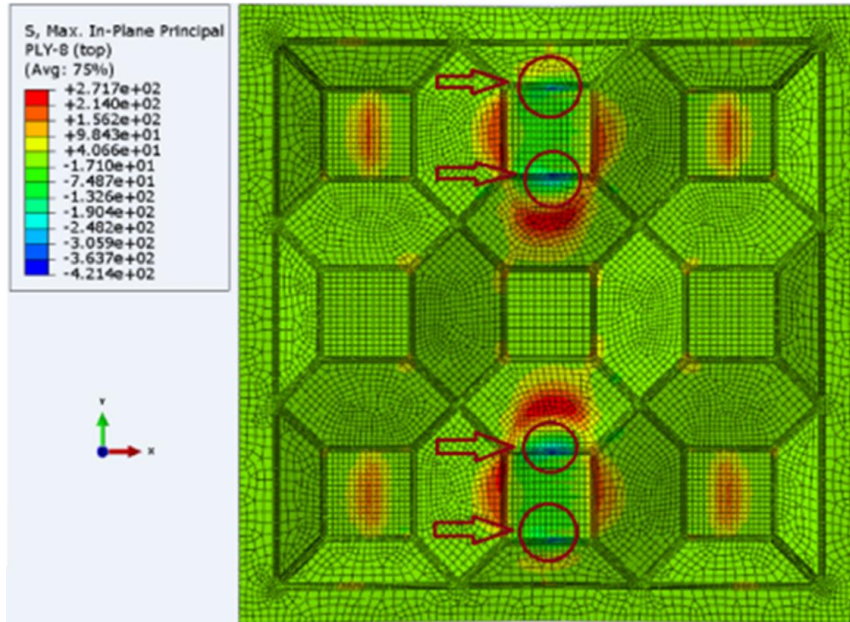 S, Max. In-Plane Principal
PLY-8 (top)
(Avg: 75%)
+2.717e+02
+2.140e+02
+1.562e+02
+9.843e+01
+4.066e+01
-1.710e+01
-7.487e+01
-1.326e+02
-1.904e+02
-2.482e+02
-3.059e+02
-3.637e+02
-4.214e+02
Y
X